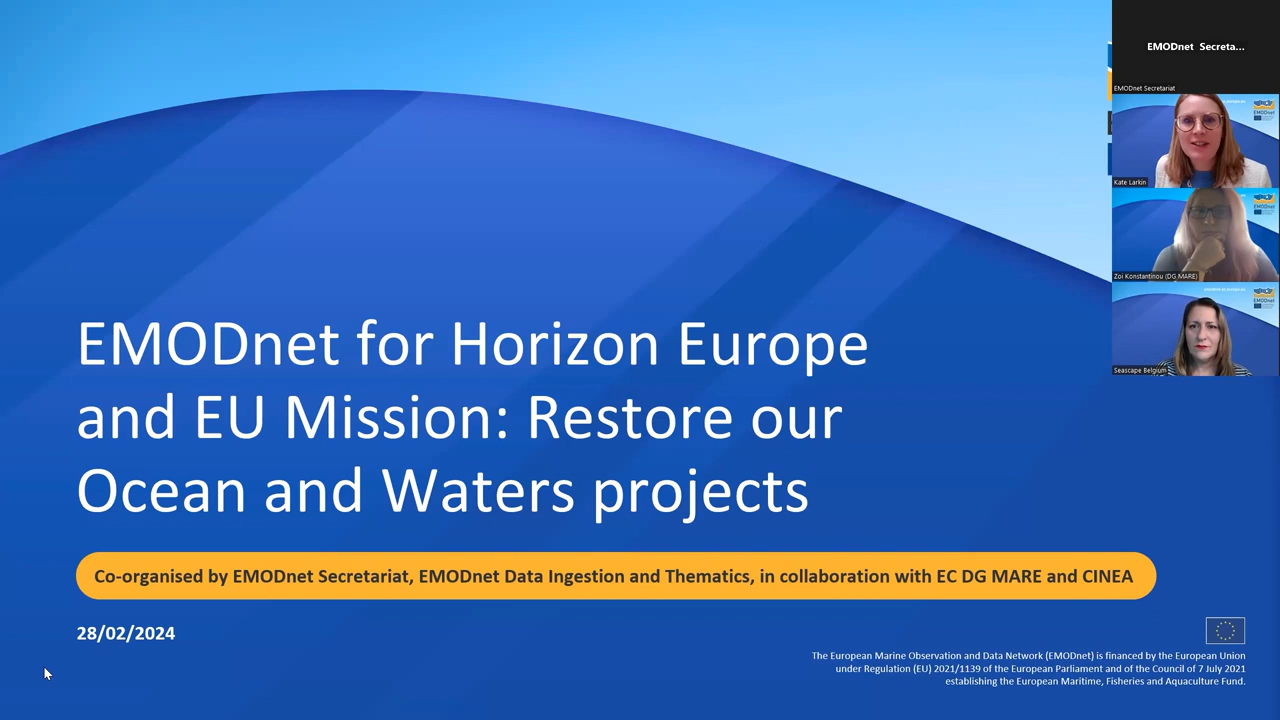 EMODnet Secreta...
EMODnet Secretariat
EMODnet
Kate Larkin
EMODnet
Zoi Konstantinou (DG MARE)
EMODnet
Seascape Belgium
EMODnet for Horizon Europe
and EU Mission: Restore our
Ocean and Waters projects
Co-organised by EMODnet Secretariat, EMODnet Data Ingestion and Thematics, in collaboration with EC DG MARE and CINEA
28/02/2024
The European Marine Observation and Data Network (EMODnet) is financed by the European Union
under Regulation (EU) 2021/1139 of the European Parliament and of the Council of 7 July 2021
establishing the European Maritime, Fisheries and Aquaculture Fund.